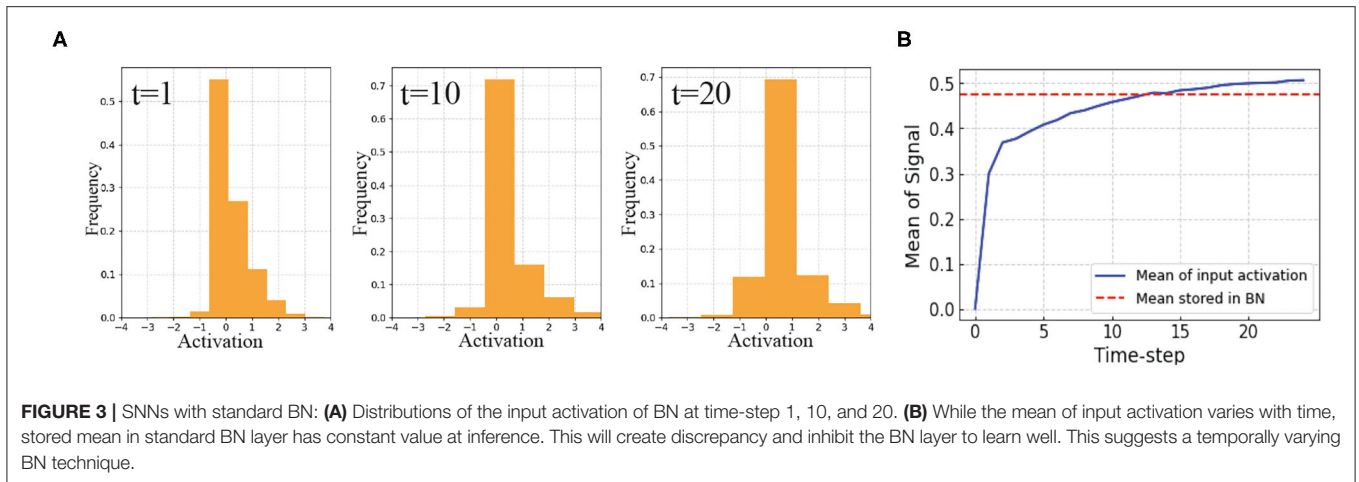 A
B
t=1
t=10
t=20
Frequency
0.5
0.4
0.3
0.2
0.1
0.0
−4 −3 −2 −1 0 1 2 3 4
Activation
Frequency
0.7
0.6
0.5
0.4
0.3
0.2
0.1
0.0
−4 −3 −2 −1 0 1 2 3 4
Activation
Frequency
0.7
0.6
0.5
0.4
0.3
0.2
0.1
0.0
−4 −3 −2 −1 0 1 2 3 4
Activation
Mean of Signal
0.5
0.4
0.3
0.2
0.1
0.0
Mean of input activation
Mean stored in BN
0 5 10 15 20
Time-step
FIGURE 3 | SNNs with standard BN: (A) Distributions of the input activation of BN at time-step 1, 10, and 20. (B) While the mean of input activation varies with time,
stored mean in standard BN layer has constant value at inference. This will create discrepancy and inhibit the BN layer to learn well. This suggests a temporally varying
BN technique.